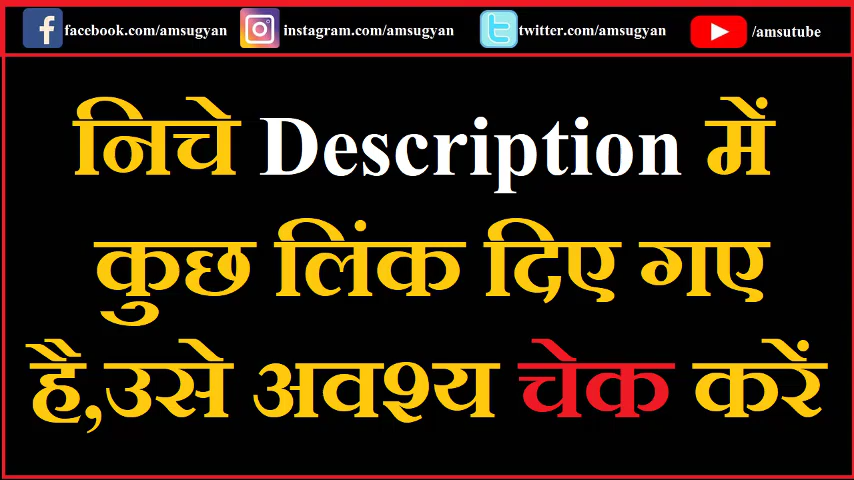 facebook.com/amsugyan instagram.com/amsugyan twitter.com/amsugyan /amsutube
निचे Description में
कुछ लिंक दिए गए
है,उसे अवश्य चेक करें